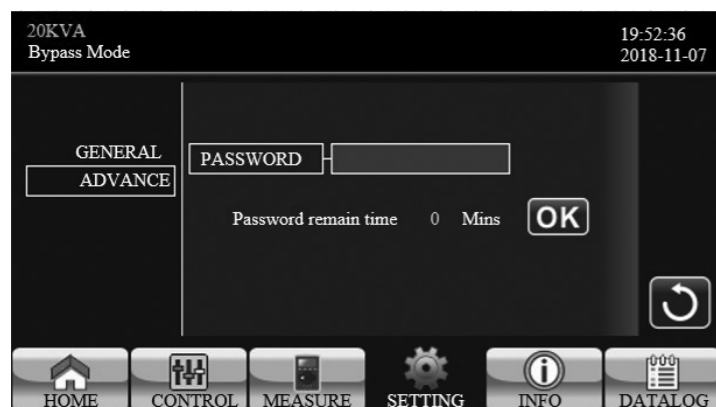 20KVA
Bypass Mode
19:52:36
2018-11-07
GENERAL
ADVANCE
PASSWORD
Password remain time 0 Mins
OK
HOME
CONTROL
MEASURE
SETTING
INFO
DATALOG